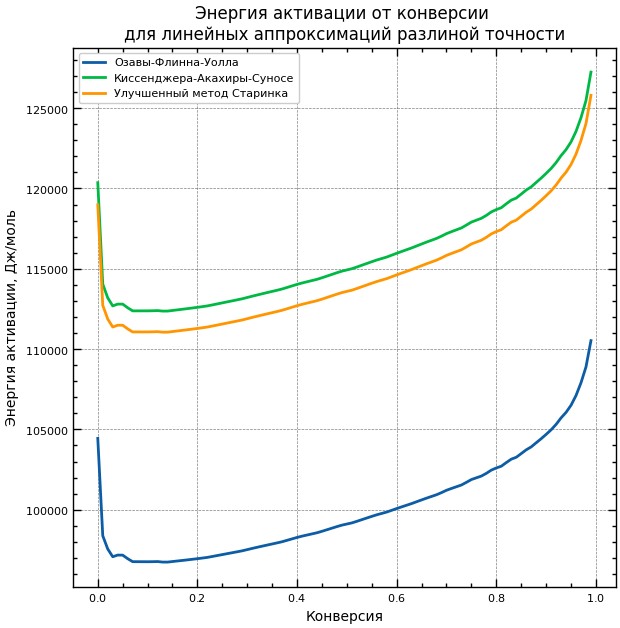 Энергия активации от конверсии
для линейных аппроксимаций разлиной точности
Озавы-Флинна-Уолла
Киссенджера-Акахиры-Суносе
Улучшенный метод Старинка
Энергия активации, Дж/моль
125000
120000
115000
110000
105000
100000
0.0 0.2 0.4 0.6 0.8 1.0
Конверсия